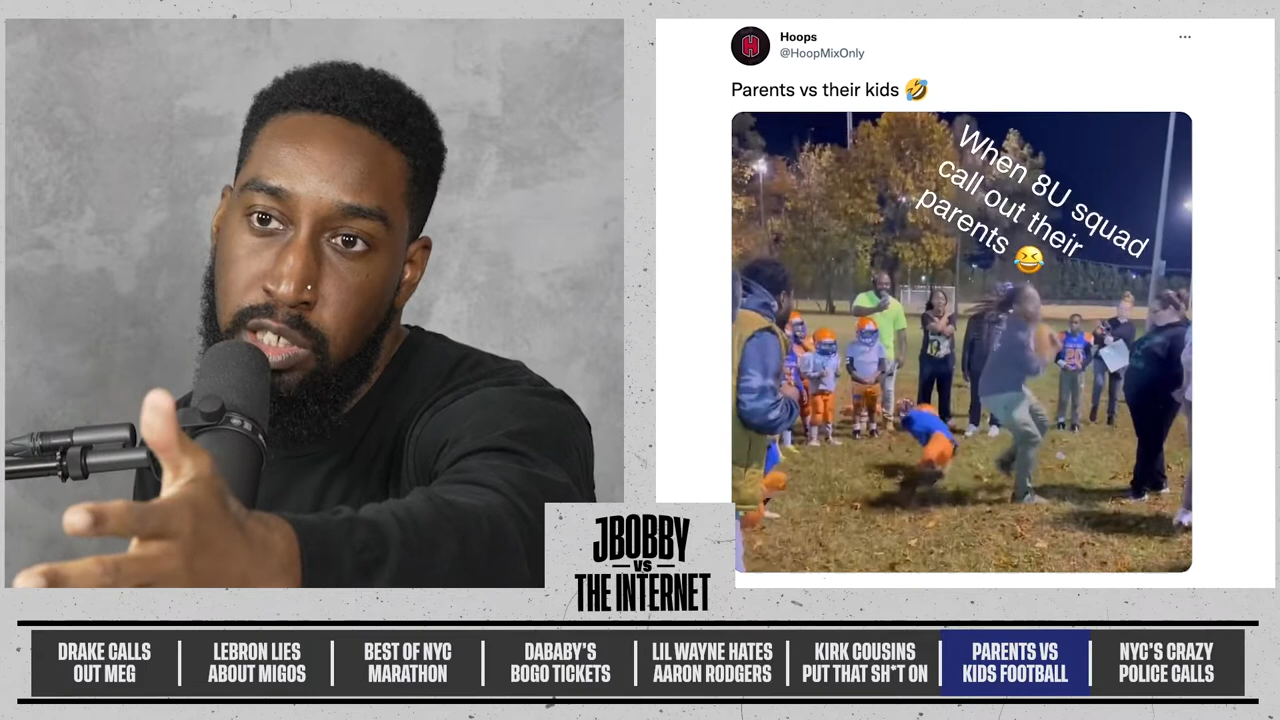 Hoops
@HoopMixOnly
Parents vs their kids 🤣
When 8U squad
call out their
parents 😆
20
JBOBBY
VS
THE INTERNET
DRAKE CALLS
OUT MEG
LEBRON LIES
ABOUT MIGOS
BEST OF NYC
MARATHON
DABABY'S
BOGO TICKETS
LIL WAYNE HATES
AARON RODGERS
KIRK COUSINS
PUT THAT SH*T ON
PARENTS VS
KIDS FOOTBALL
NYC'S CRAZY
POLICE CALLS